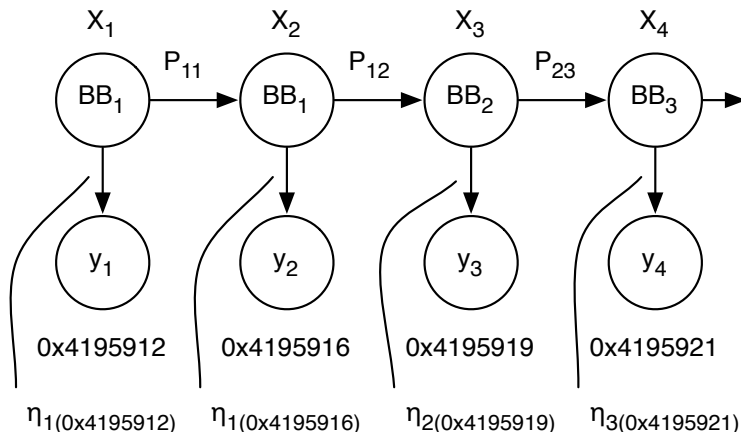 X1 X2 X3 X4
P11 P12 P23
BB1 BB1 BB2 BB3
y1 y2 y3 y4
0x4195912 0x4195916 0x4195919 0x4195921
η1(0x4195912) η1(0x4195916) η2(0x4195919) η3(0x4195921)